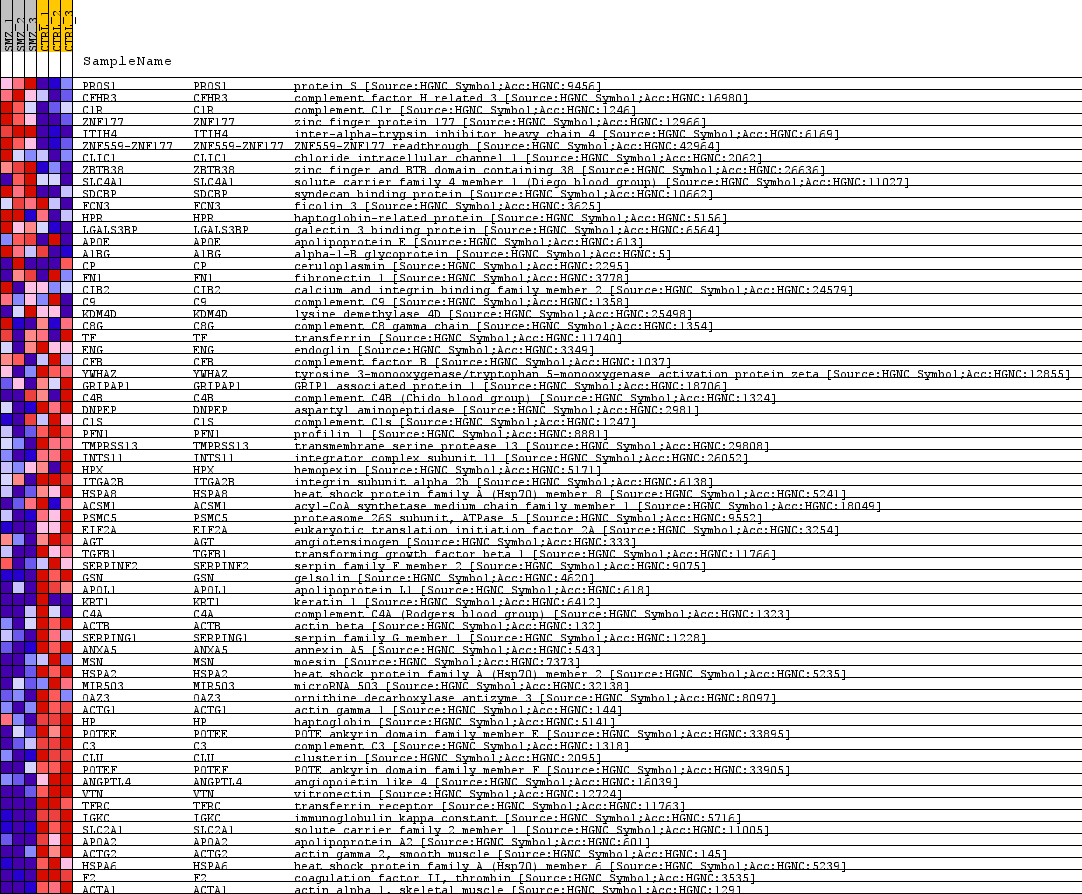 SMZ_1
SMZ_2
SMZ_3
CTRL_1
CTRL_2
CTRL_3
SampleName
PROS1 PROS1 protein S [Source:HGNC Symbol;Acc:HGNC:9456]
CFHR3 CFHR3 complement factor H related 3 [Source:HGNC Symbol;Acc:HGNC:16980]
C1R C1R complement C1r [Source:HGNC Symbol;Acc:HGNC:1246]
ZNF177 ZNF177 zinc finger protein 177 [Source:HGNC Symbol;Acc:HGNC:12966]
ITIH4 ITIH4 inter-alpha-trypsin inhibitor heavy chain 4 [Source:HGNC Symbol;Acc:HGNC:6169]
ZNF559-ZNF177 ZNF559-ZNF177 ZNF559-ZNF177 readthrough [Source:HGNC Symbol;Acc:HGNC:42964]
CLIC1 CLIC1 chloride intracellular channel 1 [Source:HGNC Symbol;Acc:HGNC:2062]
ZBTB38 ZBTB38 zinc finger and BTB domain containing 38 [Source:HGNC Symbol;Acc:HGNC:26636]
SLC4A1 SLC4A1 solute carrier family 4 member 1 (Diego blood group) [Source:HGNC Symbol;Acc:HGNC:11027]
SDCBP SDCBP syndecan binding protein [Source:HGNC Symbol;Acc:HGNC:10662]
FCN3 FCN3 ficolin 3 [Source:HGNC Symbol;Acc:HGNC:3625]
HPR HPR haptoglobin-related protein [Source:HGNC Symbol;Acc:HGNC:5156]
LGALS3BP LGALS3BP galectin 3 binding protein [Source:HGNC Symbol;Acc:HGNC:6564]
APOE APOE apolipoprotein E [Source:HGNC Symbol;Acc:HGNC:613]
A1BG A1BG alpha-1-B glycoprotein [Source:HGNC Symbol;Acc:HGNC:5]
CP CP ceruloplasmin [Source:HGNC Symbol;Acc:HGNC:2295]
FN1 FN1 fibronectin 1 [Source:HGNC Symbol;Acc:HGNC:3778]
CIB2 CIB2 calcium and integrin binding family member 2 [Source:HGNC Symbol;Acc:HGNC:24579]
C9 C9 complement C9 [Source:HGNC Symbol;Acc:HGNC:1358]
KDM4D KDM4D lysine demethylase 4D [Source:HGNC Symbol;Acc:HGNC:25498]
C8G C8G complement C8 gamma chain [Source:HGNC Symbol;Acc:HGNC:1354]
TF TF transferrin [Source:HGNC Symbol;Acc:HGNC:11740]
ENG ENG endoglin [Source:HGNC Symbol;Acc:HGNC:3349]
CFB CFB complement factor B [Source:HGNC Symbol;Acc:HGNC:1037]
YWHAZ YWHAZ tyrosine 3-monooxygenase/tryptophan 5-monooxygenase activation protein zeta [Source:HGNC Symbol;Acc:HGNC:12855]
GRIPAP1 GRIPAP1 GRIP1 associated protein 1 [Source:HGNC Symbol;Acc:HGNC:18706]
C4B C4B complement C4B (Chido blood group) [Source:HGNC Symbol;Acc:HGNC:1324]
DNPEP DNPEP aspartyl aminopeptidase [Source:HGNC Symbol;Acc:HGNC:2981]
C1S C1S complement C1s [Source:HGNC Symbol;Acc:HGNC:1247]
PFN1 PFN1 profilin 1 [Source:HGNC Symbol;Acc:HGNC:8881]
TMPRSS13 TMPRSS13 transmembrane serine protease 13 [Source:HGNC Symbol;Acc:HGNC:29808]
INTS11 INTS11 integrator complex subunit 11 [Source:HGNC Symbol;Acc:HGNC:26052]
HPX HPX hemopexin [Source:HGNC Symbol;Acc:HGNC:5171]
ITGA2B ITGA2B integrin subunit alpha 2b [Source:HGNC Symbol;Acc:HGNC:6138]
HSPA8 HSPA8 heat shock protein family A (Hsp70) member 8 [Source:HGNC Symbol;Acc:HGNC:5241]
ACSM1 ACSM1 acyl-CoA synthetase medium chain family member 1 [Source:HGNC Symbol;Acc:HGNC:18049]
PSMC5 PSMC5 proteasome 26S subunit, ATPase 5 [Source:HGNC Symbol;Acc:HGNC:9552]
EIF2A EIF2A eukaryotic translation initiation factor 2A [Source:HGNC Symbol;Acc:HGNC:3254]
AGT AGT angiotensinogen [Source:HGNC Symbol;Acc:HGNC:333]
TGFB1 TGFB1 transforming growth factor beta 1 [Source:HGNC Symbol;Acc:HGNC:11766]
SERPINF2 SERPINF2 serpin family F member 2 [Source:HGNC Symbol;Acc:HGNC:9075]
GSN GSN gelsolin [Source:HGNC Symbol;Acc:HGNC:4620]
APOL1 APOL1 apolipoprotein L1 [Source:HGNC Symbol;Acc:HGNC:618]
KRT1 KRT1 keratin 1 [Source:HGNC Symbol;Acc:HGNC:6412]
C4A C4A complement C4A (Rodgers blood group) [Source:HGNC Symbol;Acc:HGNC:1323]
ACTB ACTB actin beta [Source:HGNC Symbol;Acc:HGNC:132]
SERPING1 SERPING1 serpin family G member 1 [Source:HGNC Symbol;Acc:HGNC:1228]
ANXA5 ANXA5 annexin A5 [Source:HGNC Symbol;Acc:HGNC:543]
MSN MSN moesin [Source:HGNC Symbol;Acc:HGNC:7373]
HSPA2 HSPA2 heat shock protein family A (Hsp70) member 2 [Source:HGNC Symbol;Acc:HGNC:5235]
MIR503 MIR503 microRNA 503 [Source:HGNC Symbol;Acc:HGNC:32138]
OAZ3 OAZ3 ornithine decarboxylase antizyme 3 [Source:HGNC Symbol;Acc:HGNC:8097]
ACTG1 ACTG1 actin gamma 1 [Source:HGNC Symbol;Acc:HGNC:144]
HP HP haptoglobin [Source:HGNC Symbol;Acc:HGNC:5141]
POTEE POTEE POTE ankyrin domain family member E [Source:HGNC Symbol;Acc:HGNC:33895]
C3 C3 complement C3 [Source:HGNC Symbol;Acc:HGNC:1318]
CLU CLU clusterin [Source:HGNC Symbol;Acc:HGNC:2095]
POTEF POTEF POTE ankyrin domain family member F [Source:HGNC Symbol;Acc:HGNC:33905]
ANGPTL4 ANGPTL4 angiopoietin like 4 [Source:HGNC Symbol;Acc:HGNC:16039]
VTN VTN vitronectin [Source:HGNC Symbol;Acc:HGNC:12724]
TFRC TFRC transferrin receptor [Source:HGNC Symbol;Acc:HGNC:11763]
IGKC IGKC immunoglobulin kappa constant [Source:HGNC Symbol;Acc:HGNC:5716]
SLC2A1 SLC2A1 solute carrier family 2 member 1 [Source:HGNC Symbol;Acc:HGNC:11005]
APOA2 APOA2 apolipoprotein A2 [Source:HGNC Symbol;Acc:HGNC:601]
ACTG2 ACTG2 actin gamma 2, smooth muscle [Source:HGNC Symbol;Acc:HGNC:145]
HSPA6 HSPA6 heat shock protein family A (Hsp70) member 6 [Source:HGNC Symbol;Acc:HGNC:5239]
F2 F2 coagulation factor II, thrombin [Source:HGNC Symbol;Acc:HGNC:3535]
ACTA1 ACTA1 actin alpha 1, skeletal muscle [Source:HGNC Symbol;Acc:HGNC:129]